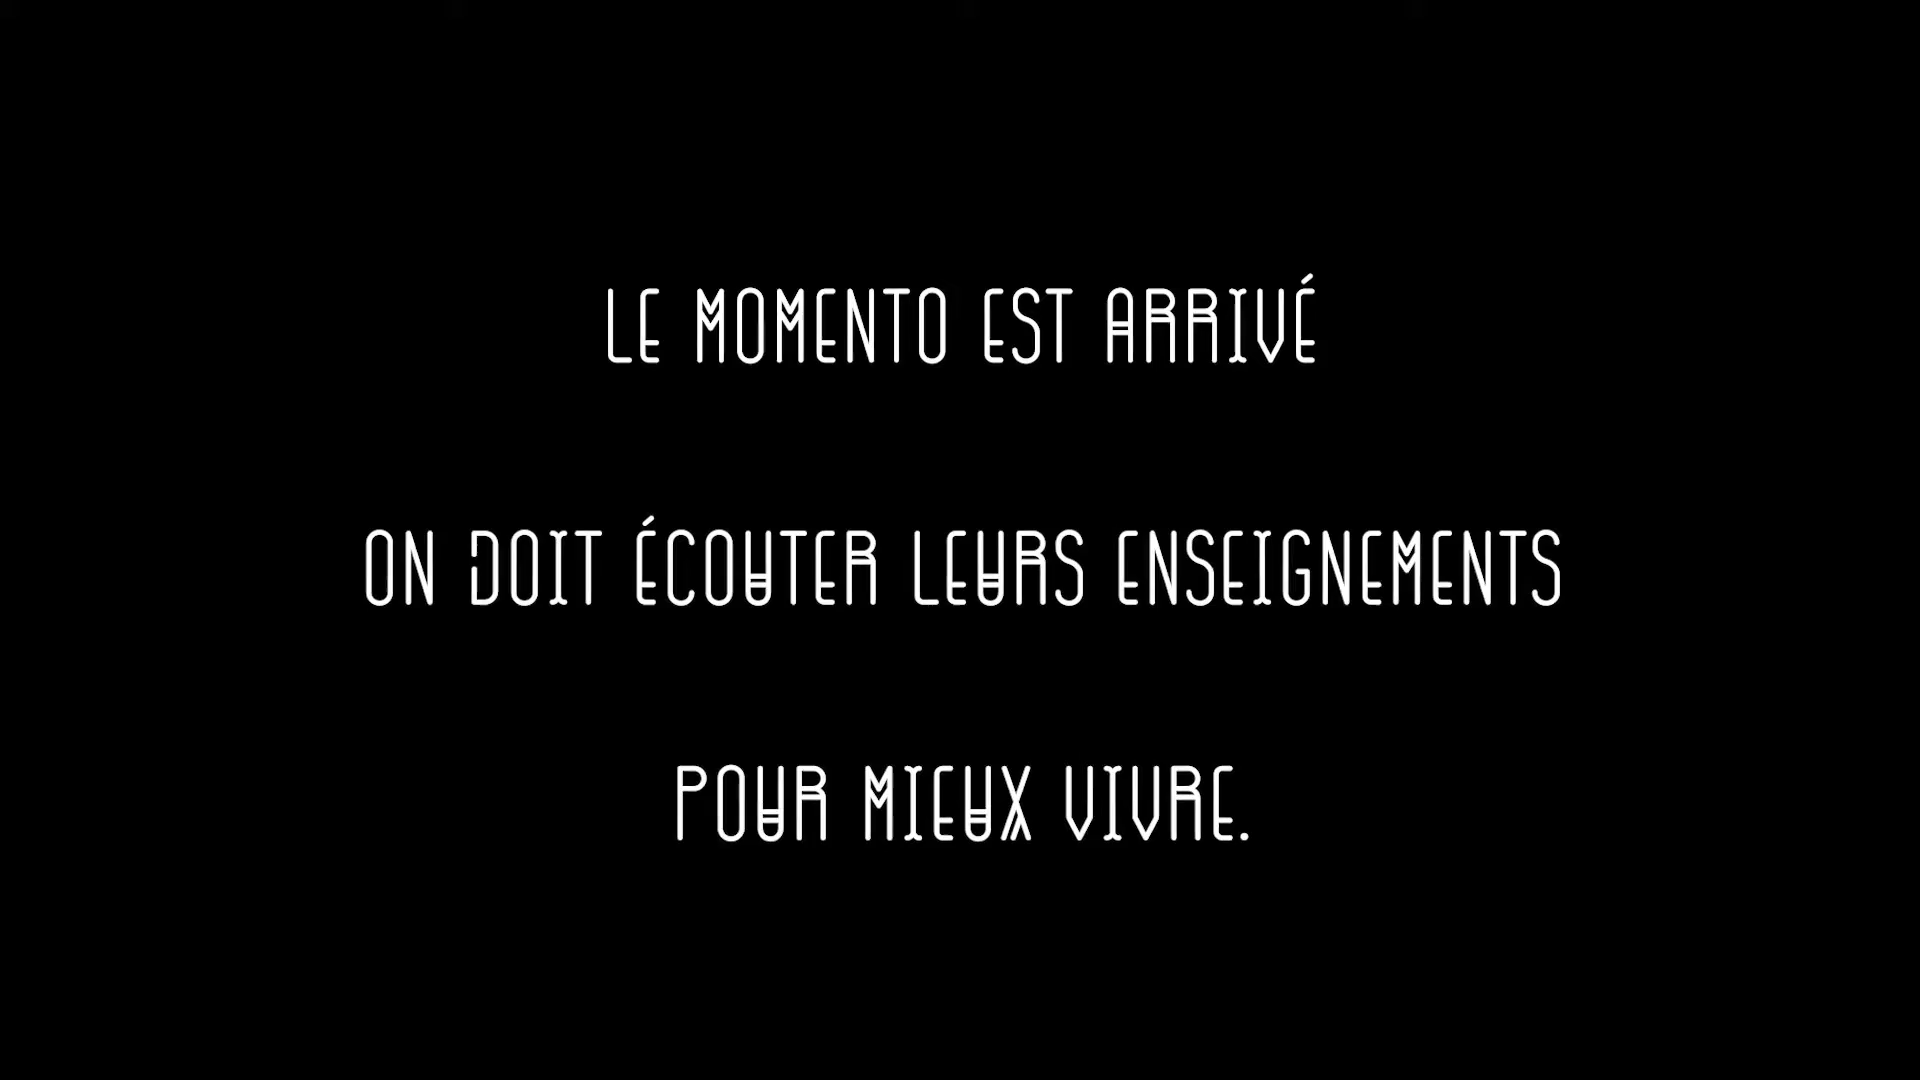 LE MOMENTO EST ARRIVÉ
ON DOIT ÉCOUTER LEURS ENSEIGNEMENTS
POUR MIEUX VIVRE.